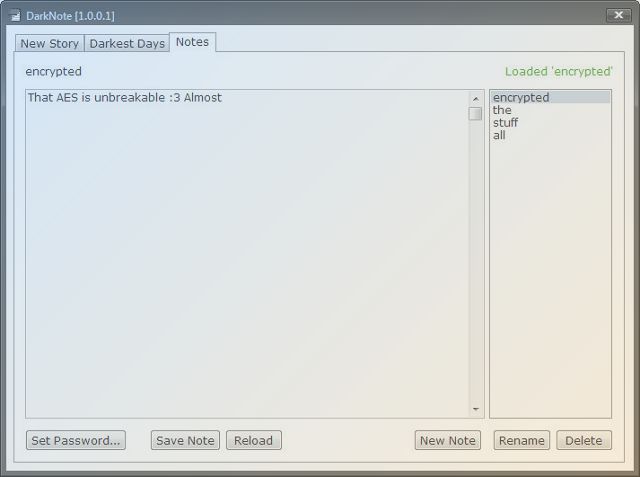 DarkNote [1.0.0.1]
New Story Darkest Days Notes
encrypted Loaded 'encrypted'
That AES is unbreakable :3 Almost
encrypted
the
stuff
all
Set Password... Save Note Reload New Note Rename Delete